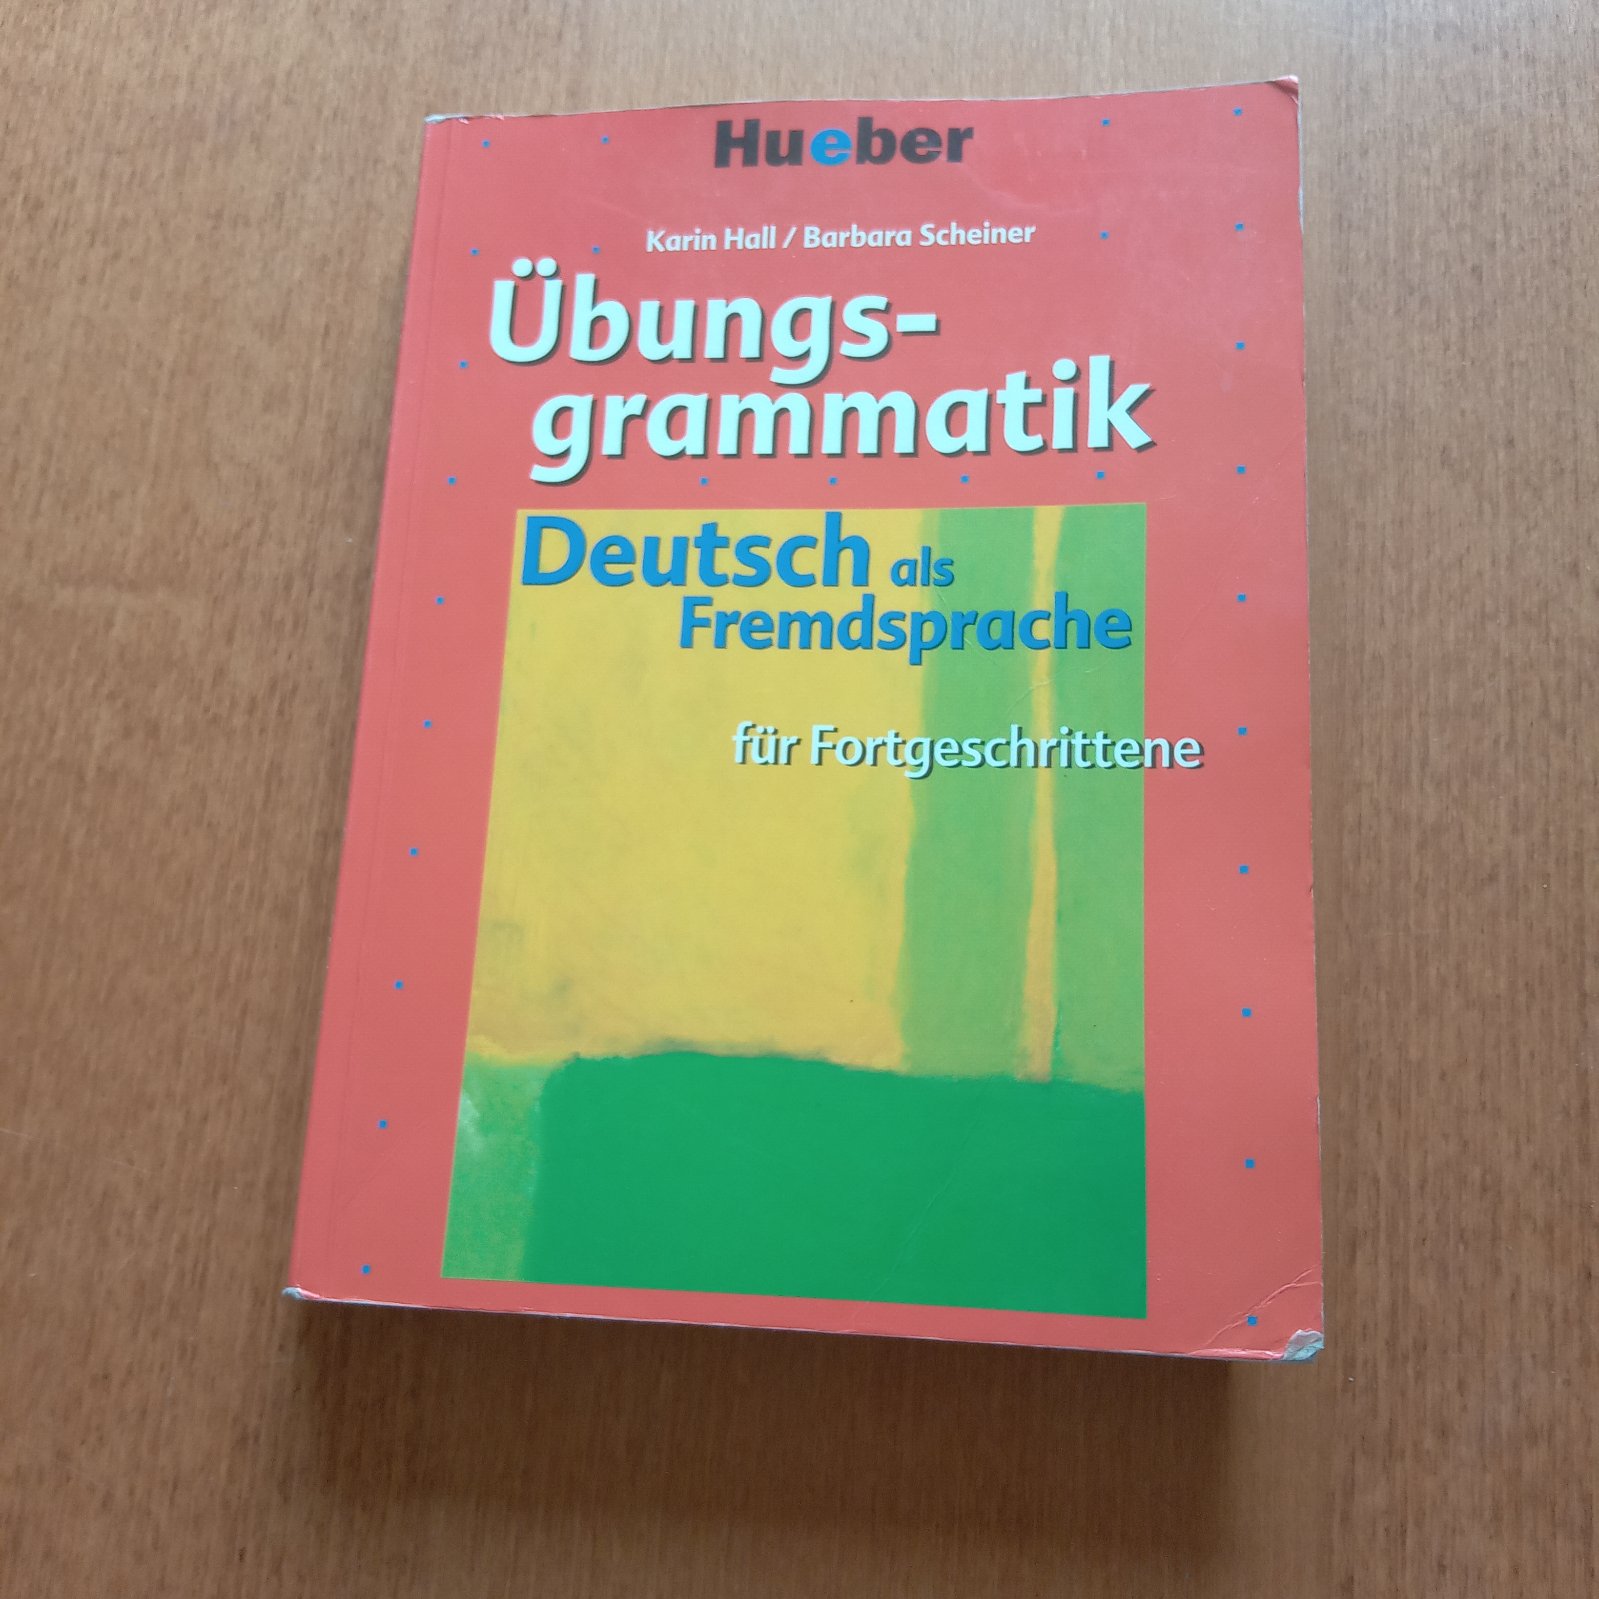 Hueber
Karin Hall / Barbara Scheiner
Übungs-
grammatik
Deutsch als
Fremdsprache
für Fortgeschrittene